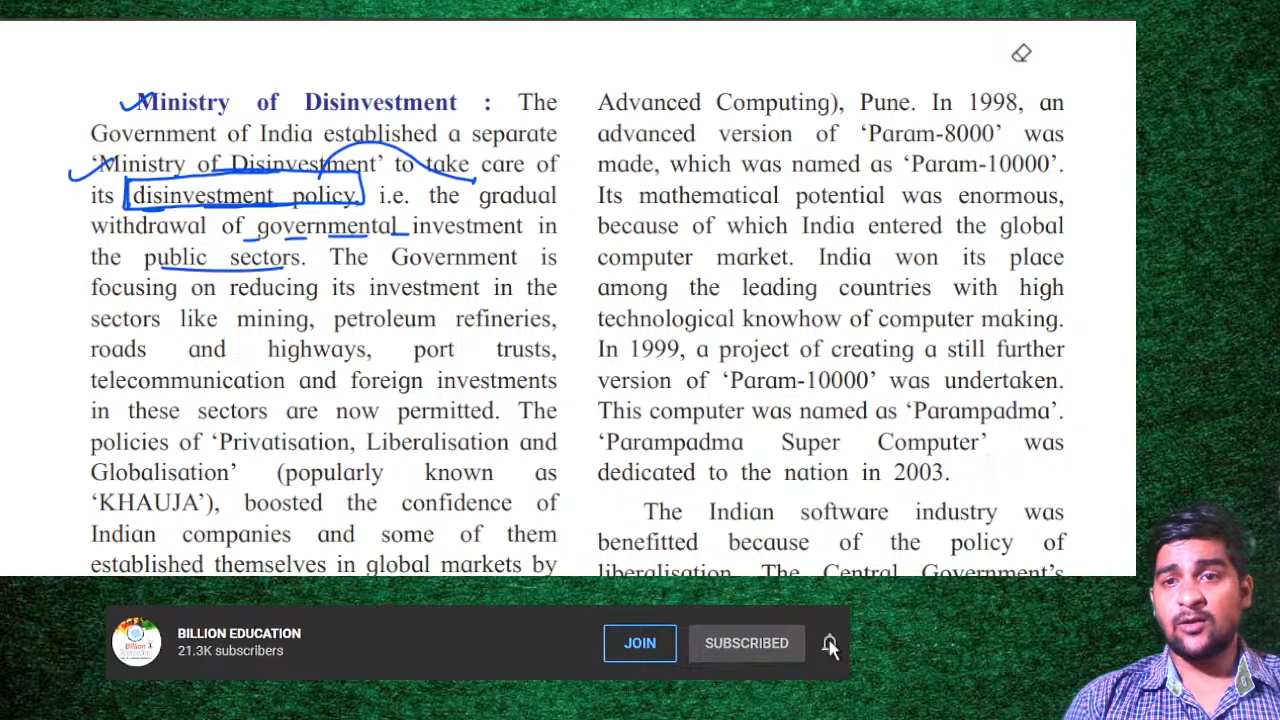 Ministry of Disinvestment : The
Government of India established a separate
‘Ministry of Disinvestment’ to take care of
its disinvestment policy, i.e. the gradual
withdrawal of governmental investment in
the public sectors. The Government is
focusing on reducing its investment in the
sectors like mining, petroleum refineries,
roads and highways, port trusts,
telecommunication and foreign investments
in these sectors are now permitted. The
policies of ‘Privatisation, Liberalisation and
Globalisation’ (popularly known as
‘KHAUJA’), boosted the confidence of
Indian companies and some of them
established themselves in global markets by
Advanced Computing), Pune. In 1998, an
advanced version of ‘Param-8000’ was
made, which was named as ‘Param-10000’.
Its mathematical potential was enormous,
because of which India entered the global
computer market. India won its place
among the leading countries with high
technological knowhow of computer making.
In 1999, a project of creating a still further
version of ‘Param-10000’ was undertaken.
This computer was named as ‘Parampadma’.
‘Parampadma Super Computer’ was
dedicated to the nation in 2003.
The Indian software industry was
benefitted because of the policy of
liberalisation. The Central Government’s
BILLION EDUCATION
21.3K subscribers
JOIN
SUBSCRIBED